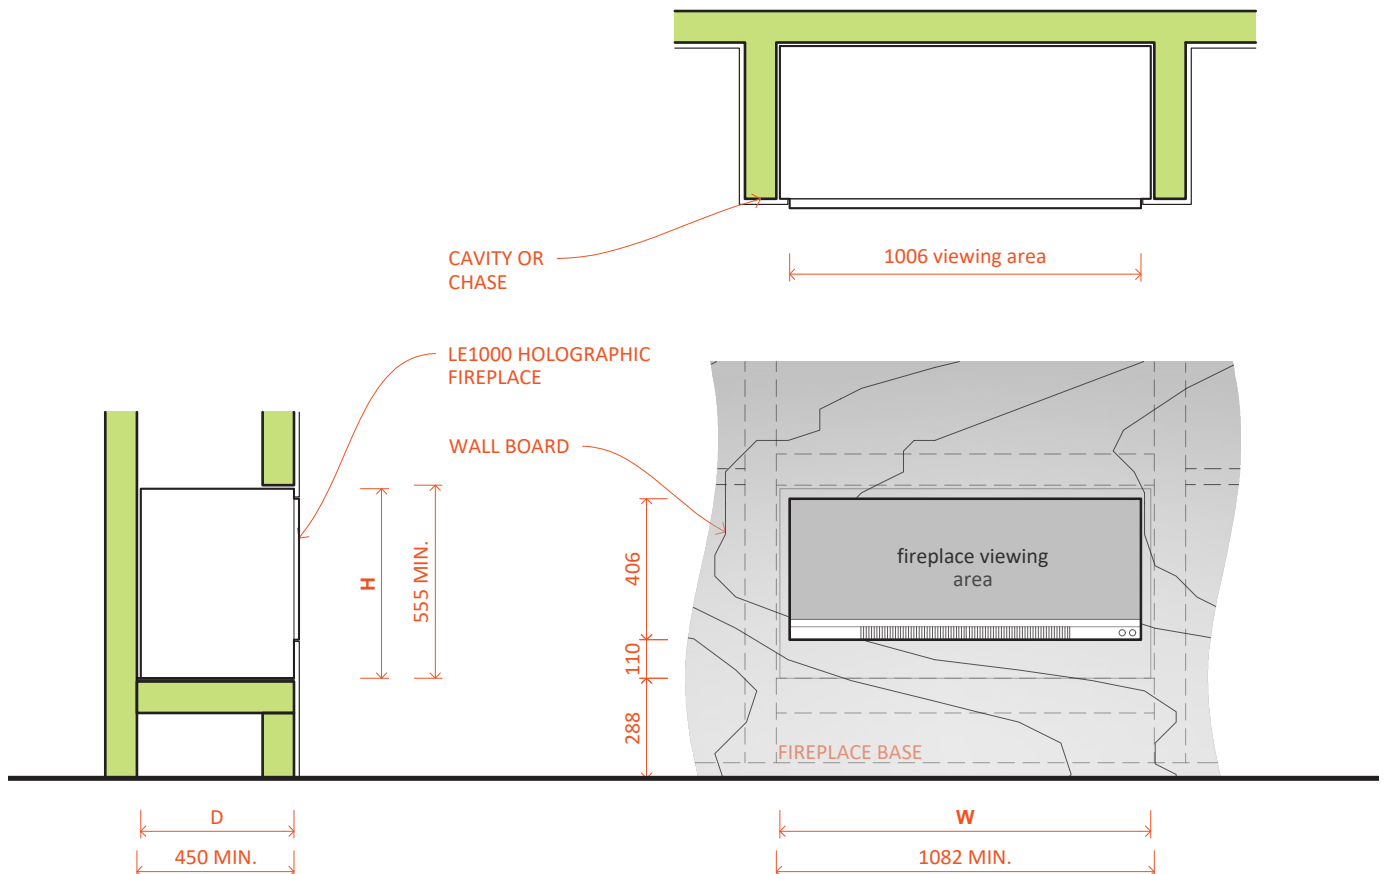 CAVITY OR
CHASE
1006 viewing area
LE1000 HOLOGRAPHIC
FIREPLACE
WALL BOARD
H
555 MIN.
406
110
288
fireplace viewing
area
FIREPLACE BASE
D
450 MIN.
W
1082 MIN.